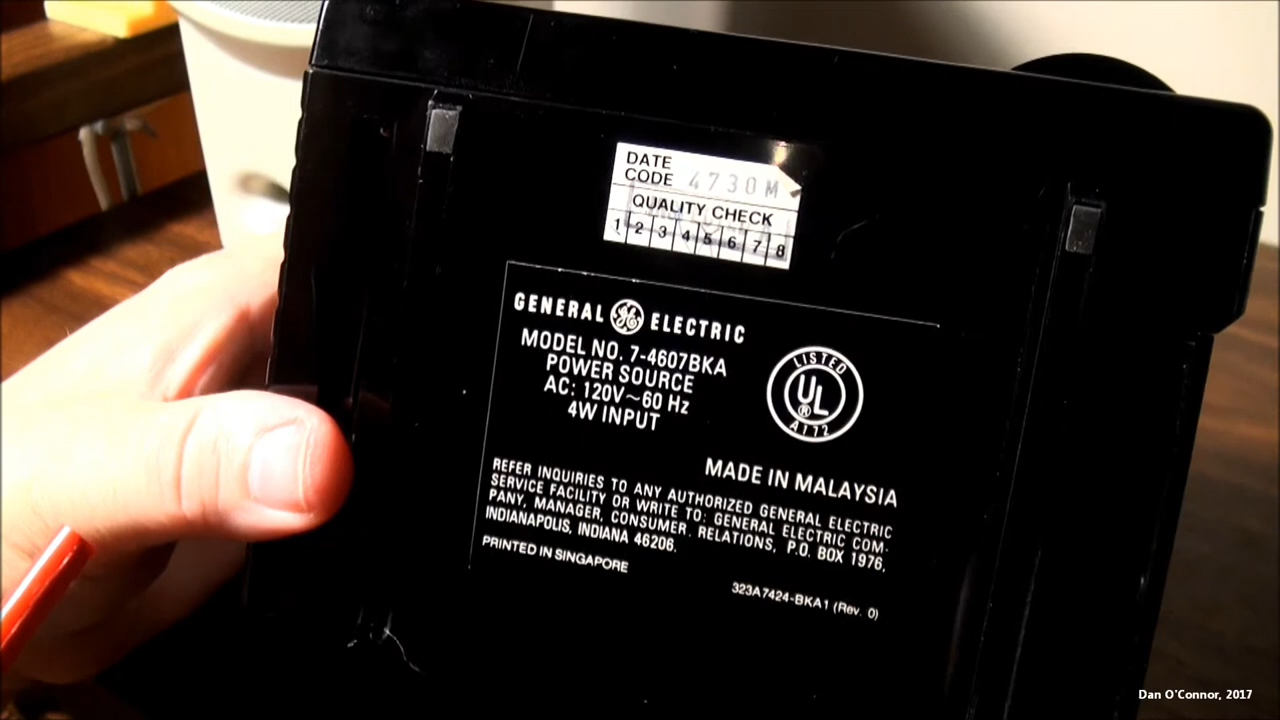 DATE
CODE 4730M
QUALITY CHECK
1 2 3 4 5 6 7 8
GENERAL GE ELECTRIC
MODEL NO. 7-4607BKA
POWER SOURCE
AC: 120V~60 Hz
4W INPUT
LISTED
UL
®
A172
MADE IN MALAYSIA
REFER INQUIRIES TO ANY AUTHORIZED GENERAL ELECTRIC
SERVICE FACILITY OR WRITE TO: GENERAL ELECTRIC COM-
PANY, MANAGER, CONSUMER. RELATIONS, P.O. BOX 1976,
INDIANAPOLIS, INDIANA 46206.
PRINTED IN SINGAPORE
323A7424-BKA1 (Rev. 0)
Dan O'Connor, 2017